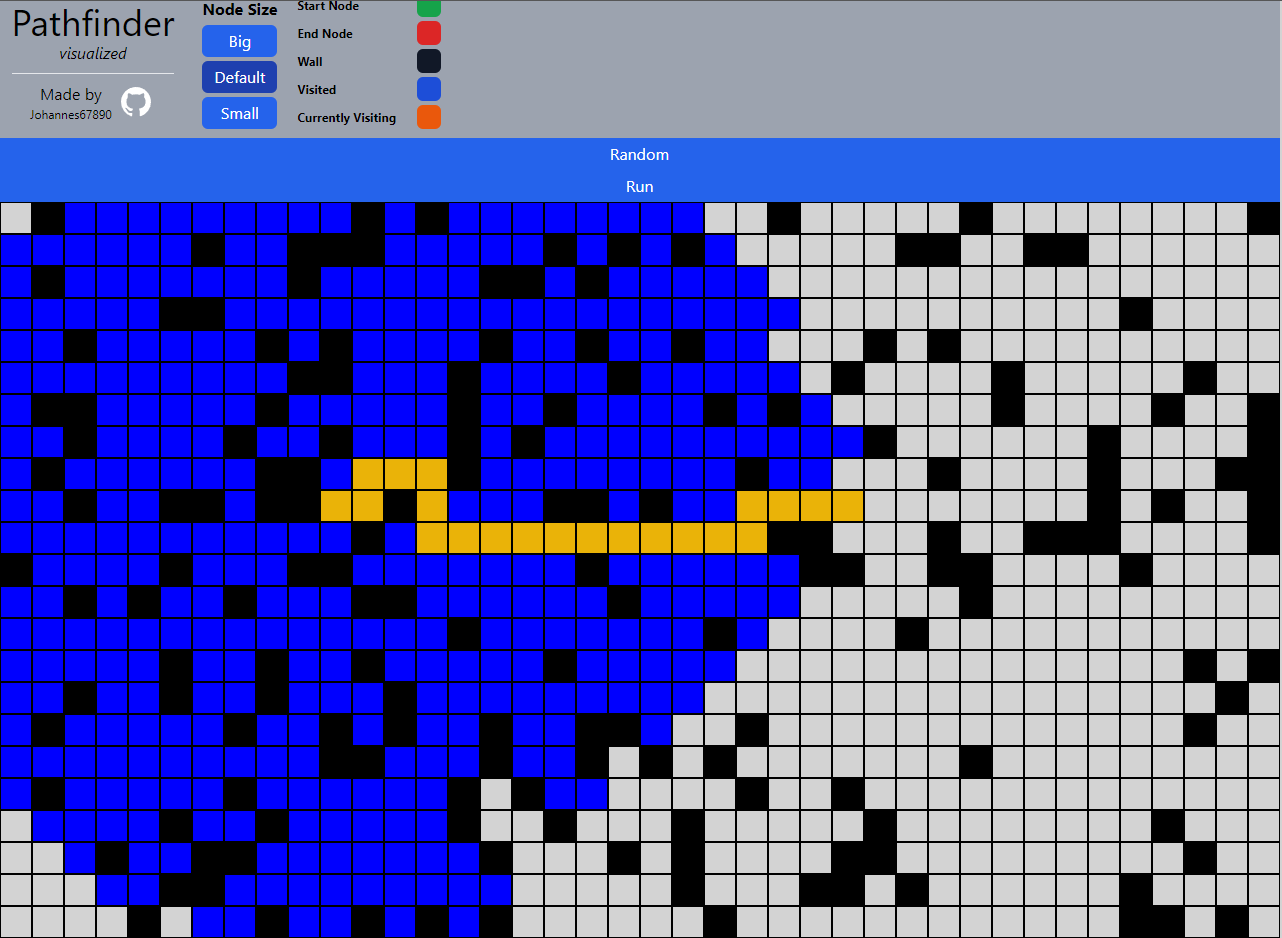 Pathfinder
visualized
Made by
Johannes67890
Node Size
Big
Default
Small
Start Node
End Node
Wall
Visited
Currently Visiting
Random
Run